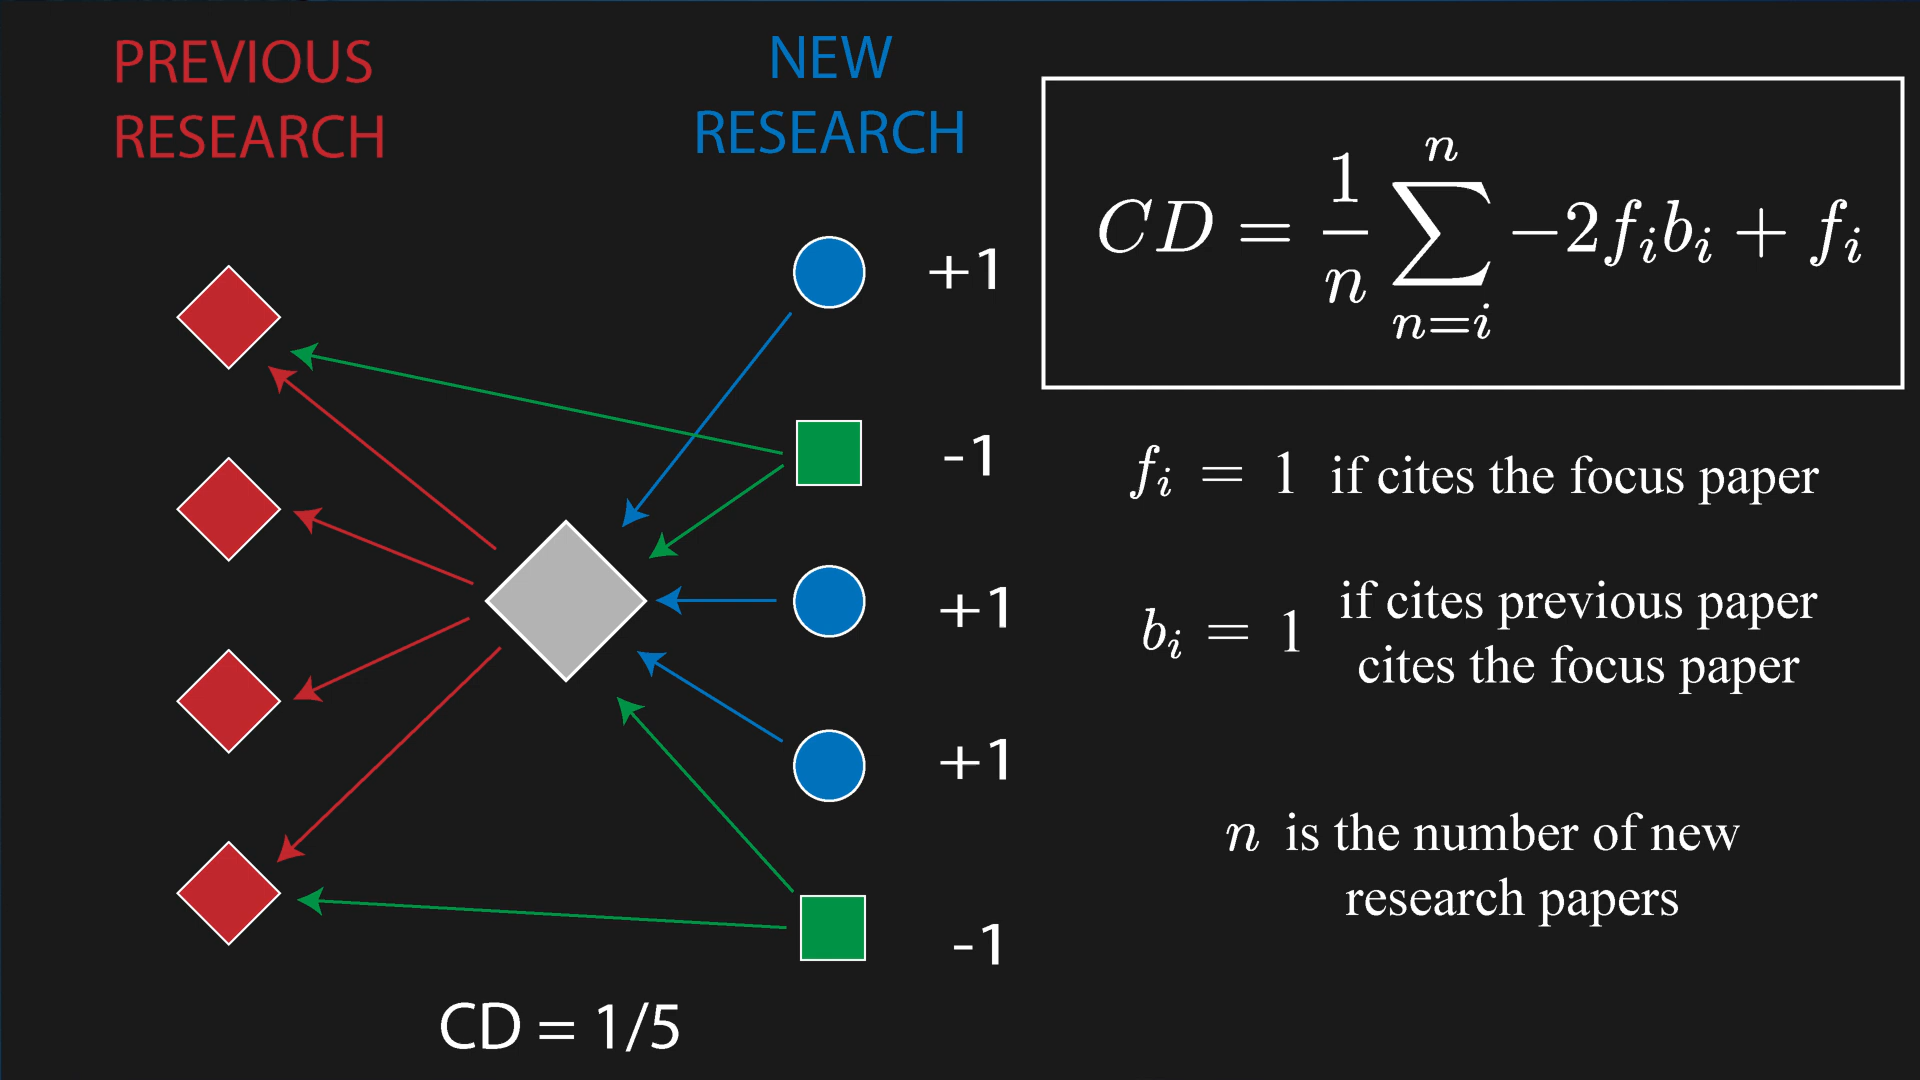 PREVIOUS
RESEARCH
NEW
RESEARCH
+1
-1
+1
+1
-1
CD = 1/5
CD = \frac{1}{n} \sum_{n=i}^{n} -2f_i b_i + f_i
f_i = 1 if cites the focus paper
b_i = 1 if cites previous paper
cites the focus paper
n is the number of new
research papers